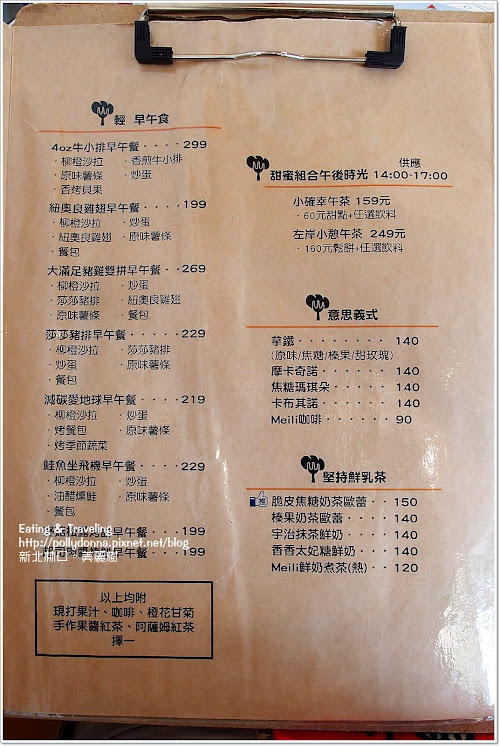 輕 早午食
4oz牛小排早午餐‧‧‧‧299
‧柳橙沙拉 ‧香煎牛小排
‧原味薯條 ‧炒蛋
‧香烤貝果
紐奧良雞翅早午餐‧‧‧199
‧柳橙沙拉 ‧炒蛋
‧紐奧良雞翅 ‧原味薯條
‧餐包
大滿足豬雞雙拼早午餐‧‧269
‧柳橙沙拉 ‧炒蛋
‧莎莎豬排 ‧紐奧良雞翅
‧原味薯條 ‧餐包
莎莎豬排早午餐‧‧‧‧229
‧柳橙沙拉 ‧莎莎豬排
‧炒蛋 ‧原味薯條
‧餐包
減碳愛地球早午餐‧‧‧219
‧柳橙沙拉 ‧炒蛋
‧烤餐包 ‧原味薯條
‧烤季節蔬菜
鮭魚坐飛機早午餐‧‧‧229
‧柳橙沙拉 ‧炒蛋
‧油醋燻鮭 ‧原味薯條
‧餐包
早午餐‧‧‧199
早午餐‧‧‧199
Eating & Traveling
http://pollydonna.pixnet.net/blog
新北林口‧美麗園
以上均附
現打果汁、咖啡、橙花甘菊
手作果醬紅茶、阿薩姆紅茶
擇一
供應
甜蜜組合午後時光 14:00-17:00
小確幸午茶 159元
‧60元甜點+任選飲料
左岸小憩午茶 249元
‧160元鬆餅+任選飲料
意思義式
拿鐵‧‧‧‧‧‧‧‧140
(原味/焦糖/榛果/甜玫瑰)
摩卡奇諾‧‧‧‧‧‧140
焦糖瑪琪朵‧‧‧‧‧140
卡布其諾‧‧‧‧‧‧140
Meili咖啡‧‧‧‧‧90
堅持鮮乳茶
推 脆皮焦糖奶茶歐蕾‧‧150
榛果奶茶歐蕾‧‧‧‧140
宇治抹茶鮮奶‧‧‧‧140
香香太妃糖鮮奶‧‧‧140
Meili鮮奶煮茶(熱)‧‧120